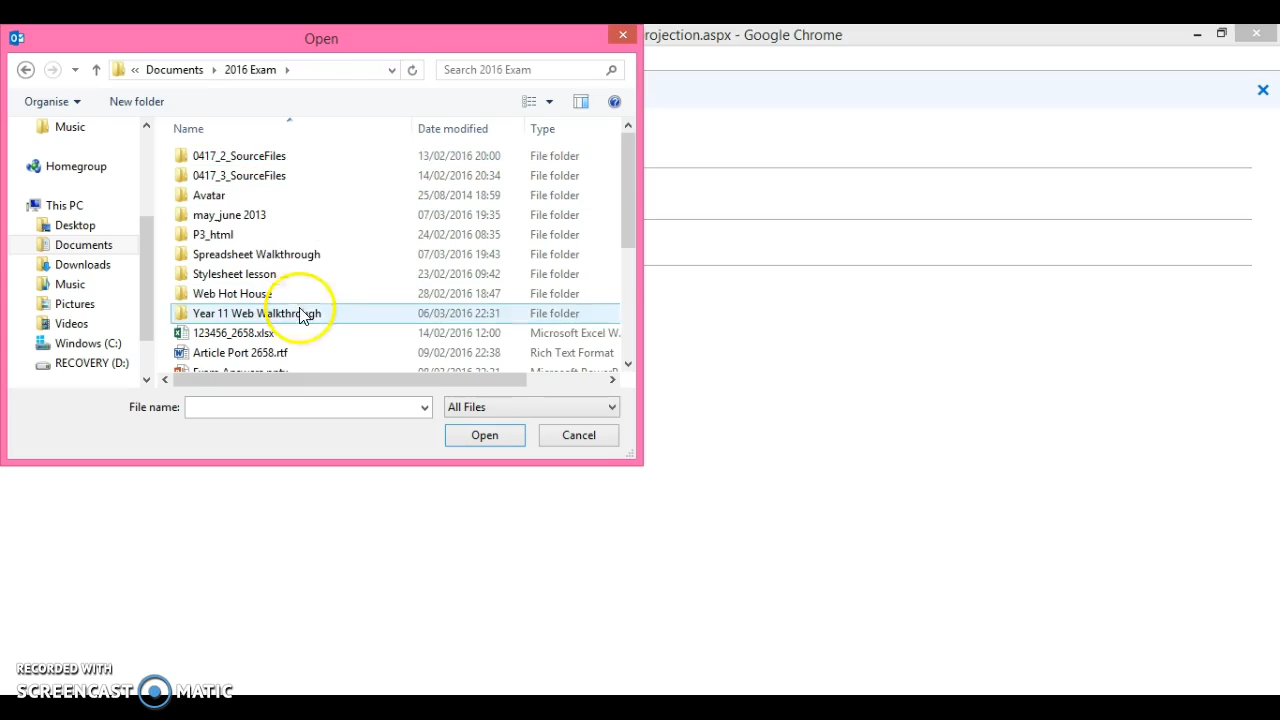 Open
rojection.aspx - Google Chrome
« Documents 2016 Exam
Search 2016 Exam
Organise New folder
Name Date modified Type
Music
Homegroup
This PC
Desktop
Documents
Downloads
Music
Pictures
Videos
Windows (C:)
RECOVERY (D:)
0417_2_SourceFiles 13/02/2016 20:00 File folder
0417_3_SourceFiles 14/02/2016 20:34 File folder
Avatar 25/08/2014 18:59 File folder
may_june 2013 07/03/2016 19:35 File folder
P3_html 24/02/2016 08:35 File folder
Spreadsheet Walkthrough 07/03/2016 19:43 File folder
Stylesheet lesson 23/02/2016 09:42 File folder
Web Hot House 28/02/2016 18:47 File folder
Year 11 Web Walkthrough 06/03/2016 22:31 File folder
123456_2658.xlsx 14/02/2016 12:00 Microsoft Excel W.
Article Port 2658.rtf 09/02/2016 22:38 Rich Text Format
File name: All Files
Open Cancel
RECORDED WITH
SCREENCAST MATIC